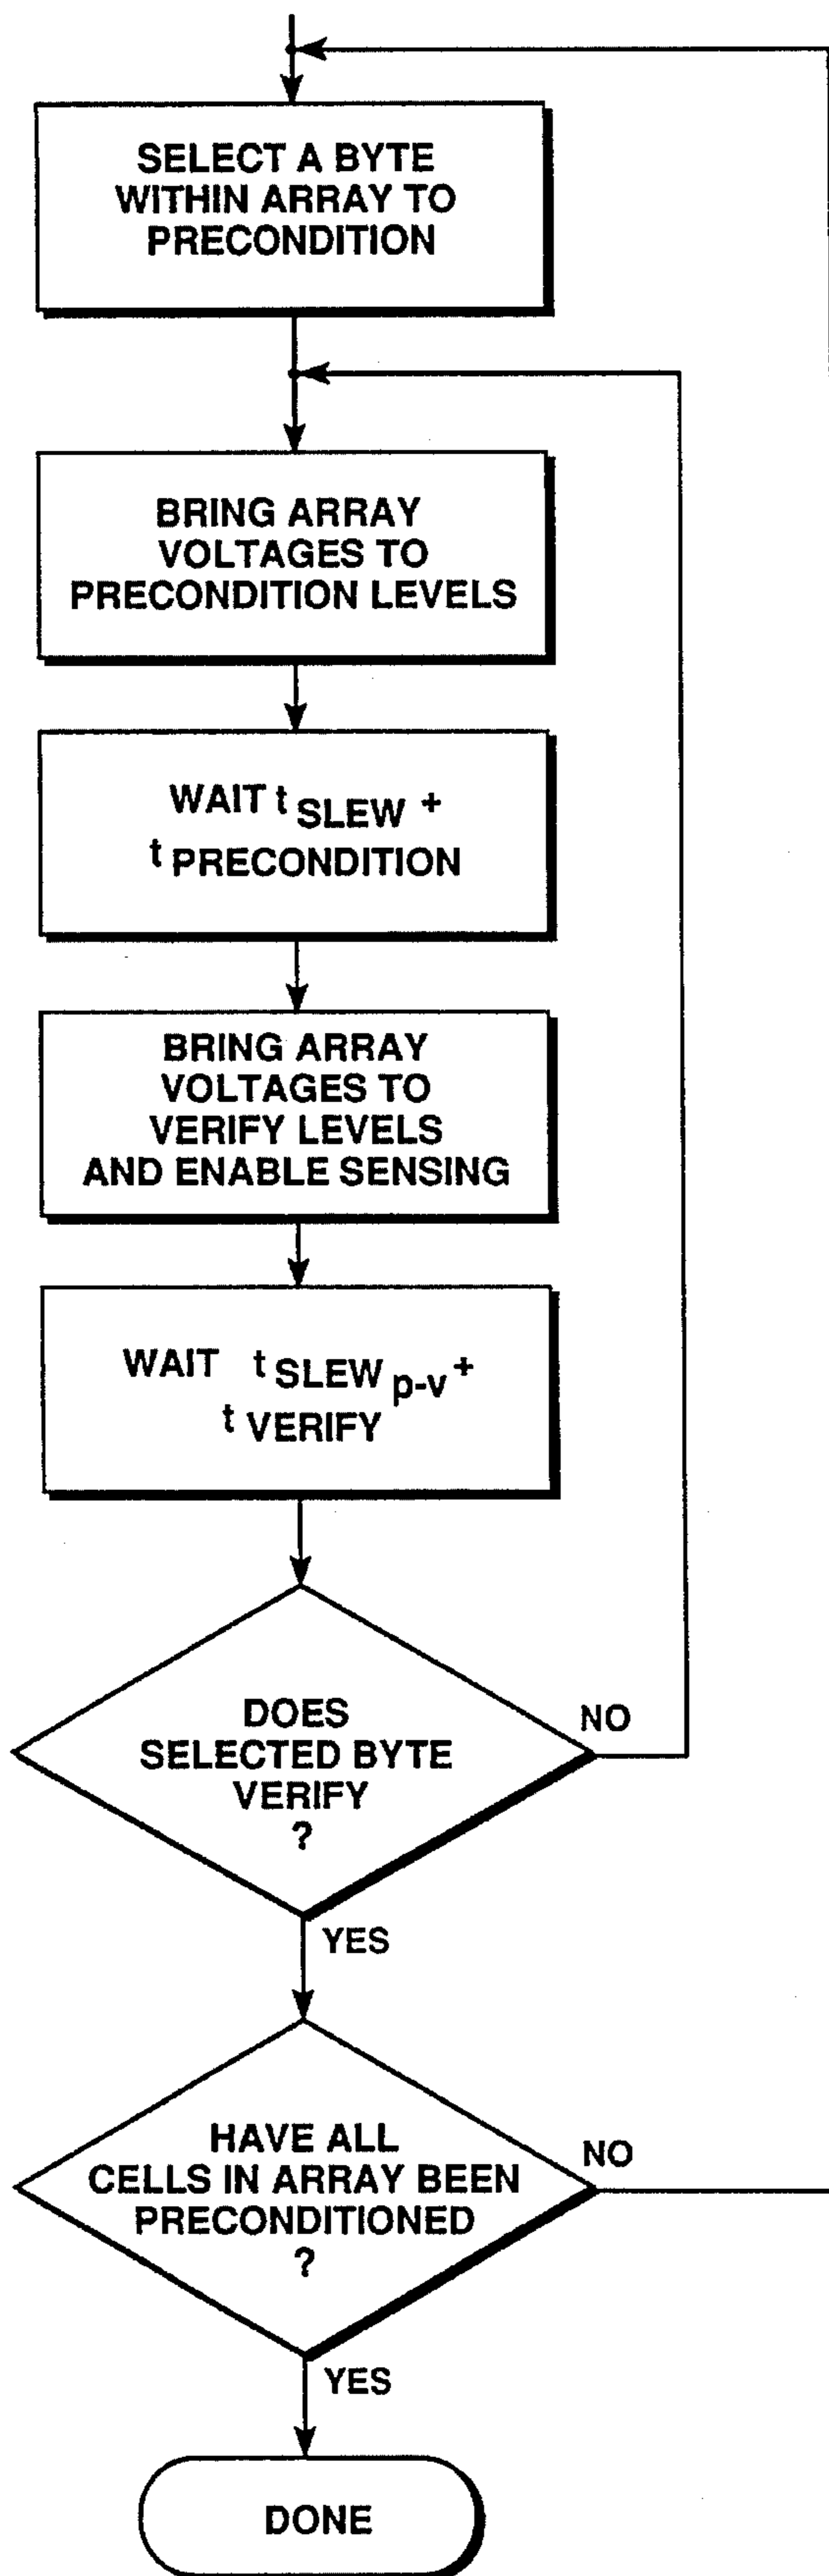 SELECT A BYTE
WITHIN ARRAY TO
PRECONDITION
BRING ARRAY
VOLTAGES TO
PRECONDITION LEVELS
WAIT t SLEW +
t PRECONDITION
BRING ARRAY
VOLTAGES TO
VERIFY LEVELS
AND ENABLE SENSING
WAIT t SLEW p-v +
t VERIFY
DOES
SELECTED BYTE
VERIFY
?
NO
YES
HAVE ALL
CELLS IN ARRAY BEEN
PRECONDITIONED
?
NO
YES
DONE